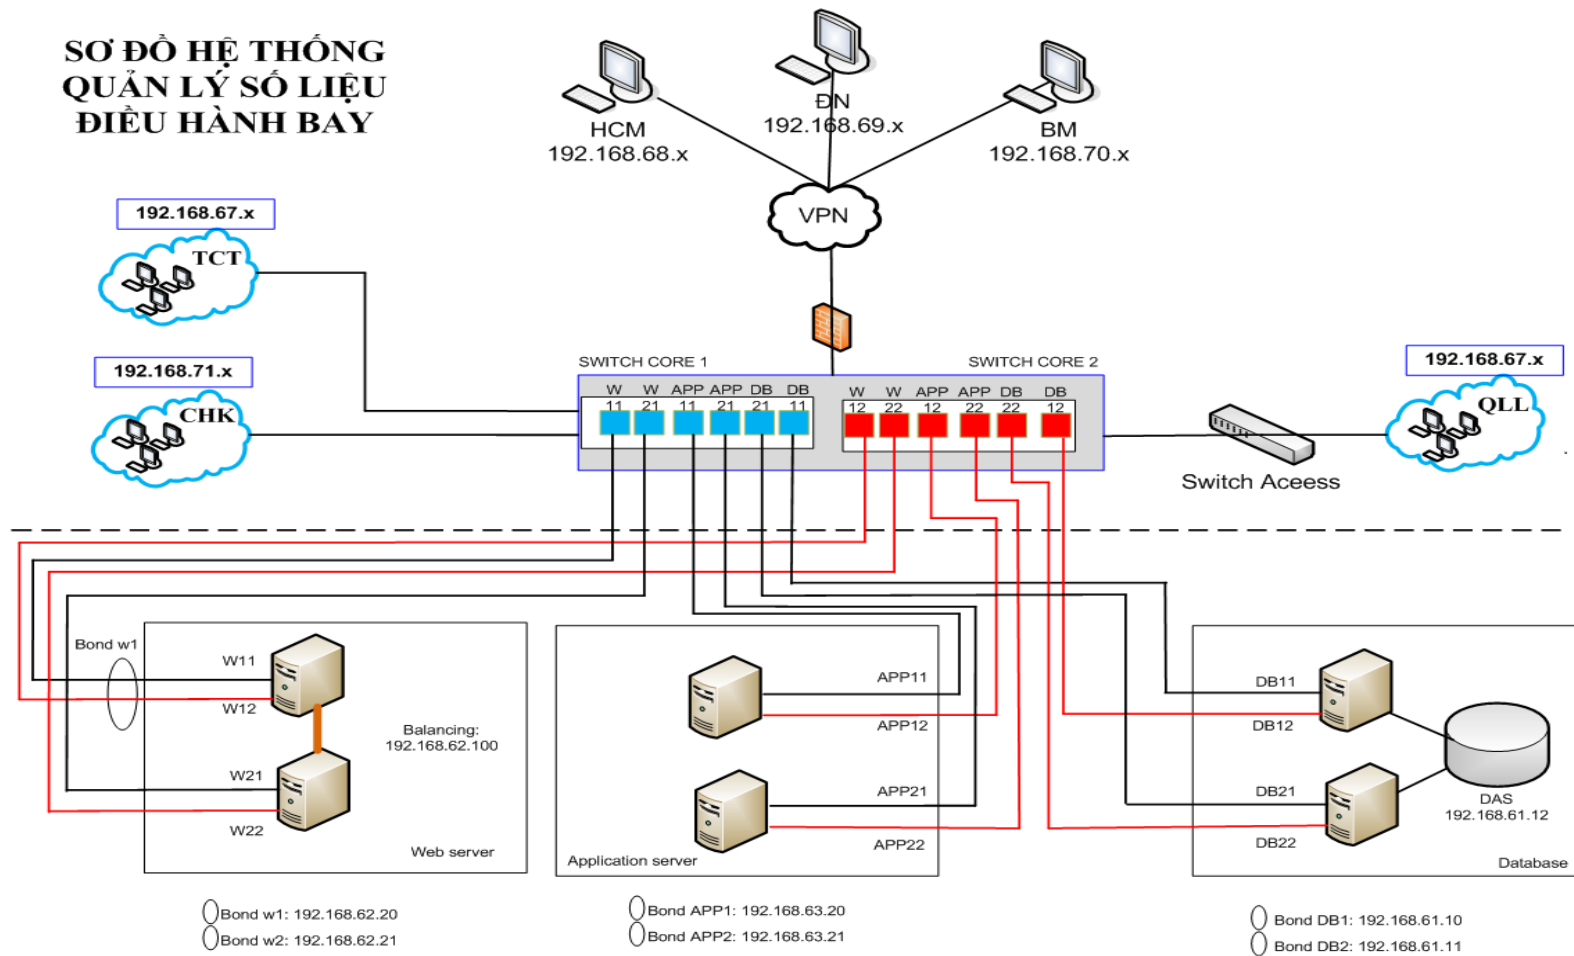 SƠ ĐỒ HỆ THỐNG
QUẢN LÝ SỐ LIỆU
ĐIỀU HÀNH BAY
HCM
192.168.68.x
ĐN
192.168.69.x
BM
192.168.70.x
VPN
192.168.67.x
TCT
192.168.71.x
CHK
SWITCH CORE 1
SWITCH CORE 2
W W APP APP DB DB
11 21 11 21 21 11
W W APP APP DB DB
12 22 12 22 22 12
192.168.67.x
QLL
Switch Aceess
Bond w1
W11
W12
Balancing:
192.168.62.100
W21
W22
Web server
APP11
APP12
APP21
APP22
Application server
DB11
DB12
DB21
DB22
DAS
192.168.61.12
Database
Bond w1: 192.168.62.20
Bond w2: 192.168.62.21
Bond APP1: 192.168.63.20
Bond APP2: 192.168.63.21
Bond DB1: 192.168.61.10
Bond DB2: 192.168.61.11